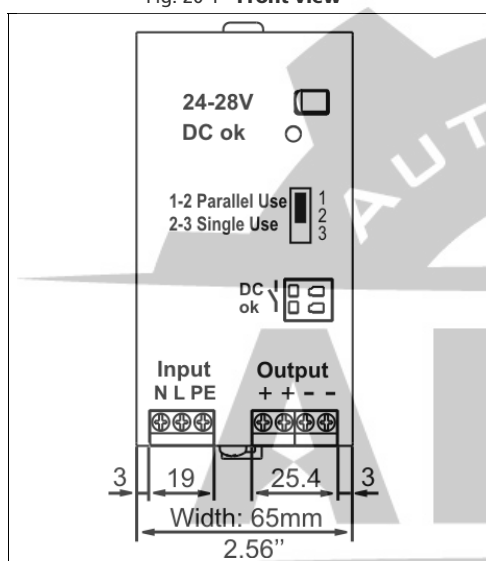 Fig. 20-1 Front view
24-28V
DC ok
1-2 Parallel Use
2-3 Single Use
1
2
3
DC
ok
Input
N L PE
Output
+ + - -
3
19
25.4
3
Width: 65mm
2.56’’
AUT